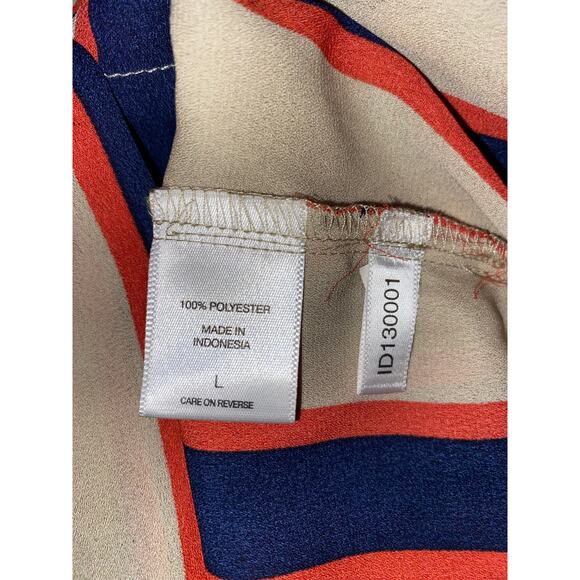 100% POLYESTER
MADE IN
INDONESIA
L
CARE ON REVERSE
ID130001